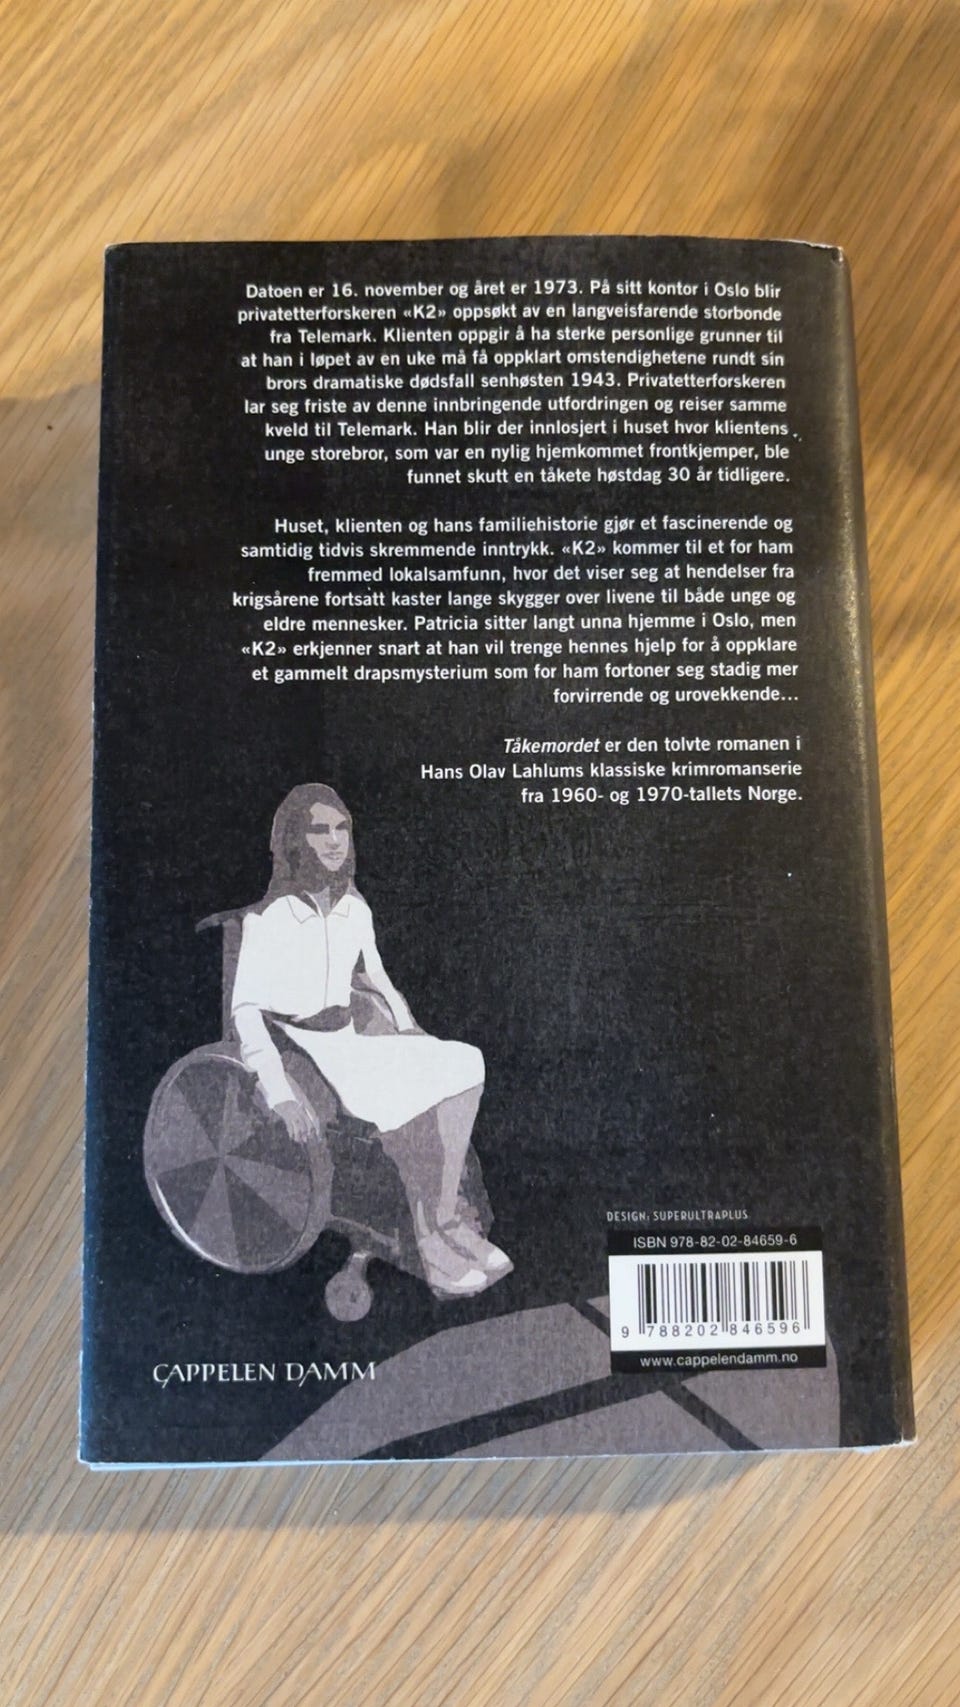 Datoen er 16. november og året er 1973. På sitt kontor i Oslo blir
privatetterforskeren «K2» oppsøkt av en langveisfarende storbonde
fra Telemark. Klienten oppgir å ha sterke personlige grunner til
at han i løpet av en uke må få oppklart omstendighetene rundt sin
brors dramatiske dødsfall senhøsten 1943. Privatetterforskeren
lar seg friste av denne innbringende utfordringen og reiser samme
kveld til Telemark. Han blir der innlosjert i huset hvor klientens
unge storebror, som var en nylig hjemkommet frontkjemper, ble
funnet skutt en tåkete høstdag 30 år tidligere.
Huset, klienten og hans familiehistorie gjør et fascinerende og
samtidig tidvis skremmende inntrykk. «K2» kommer til et for ham
fremmed lokalsamfunn, hvor det viser seg at hendelser fra
krigsårene fortsatt kaster lange skygger over livene til både unge og
eldre mennesker. Patricia sitter langt unna hjemme i Oslo, men
«K2» erkjenner snart at han vil trenge hennes hjelp for å oppklare
et gammelt drapsmysterium som for ham fortoner seg stadig mer
forvirrende og urovekkende...
Tåkemordet er den tolvte romanen i
Hans Olav Lahlums klassiske krimromanserie
fra 1960- og 1970-tallets Norge.
DESIGN: SUPERULTRAPLUS
ISBN 978-82-02-84659-6
9 788202 846596
www.cappelendamm.no
CAPPELEN DAMM